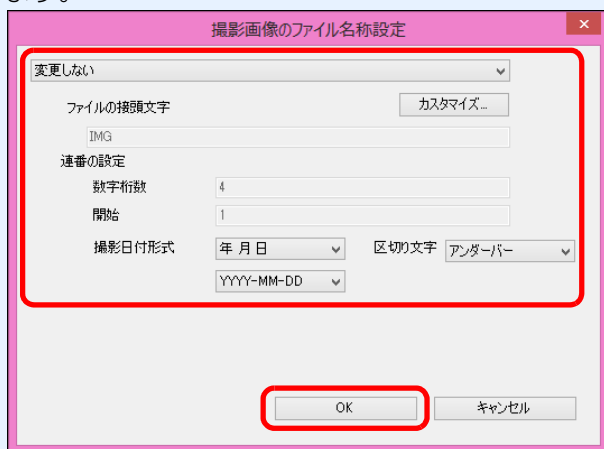 ます。
撮影画像のファイル名称設定
×
変更しない
ファイルの接頭文字 カスタマイズ...
IMG
連番の設定
数字桁数 4
開始 1
撮影日付形式 年 月 日 区切り文字 アンダーバー
YYYY-MM-DD
OK キャンセル